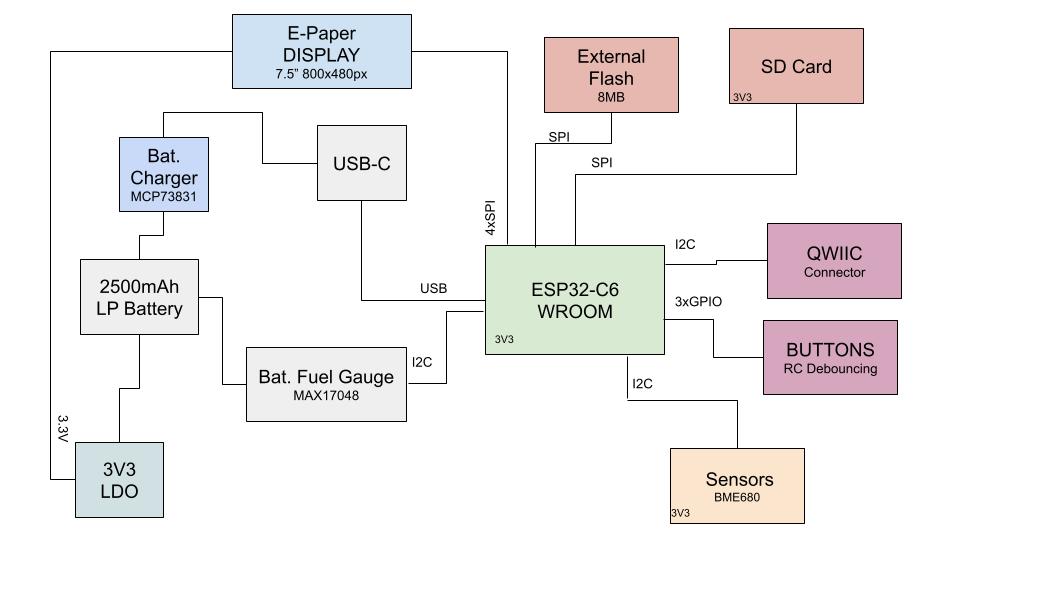 E-Paper
DISPLAY
7.5” 800x480px
External
Flash
8MB
SD Card
3V3
SPI
SPI
Bat.
Charger
MCP73831
USB-C
4xSPI
I2C
QWIIC
Connector
2500mAh
LP Battery
USB
ESP32-C6
WROOM
3V3
3xGPIO
BUTTONS
RC Debouncing
Bat. Fuel Gauge
MAX17048
I2C
I2C
3.3V
3V3
LDO
Sensors
BME680
3V3